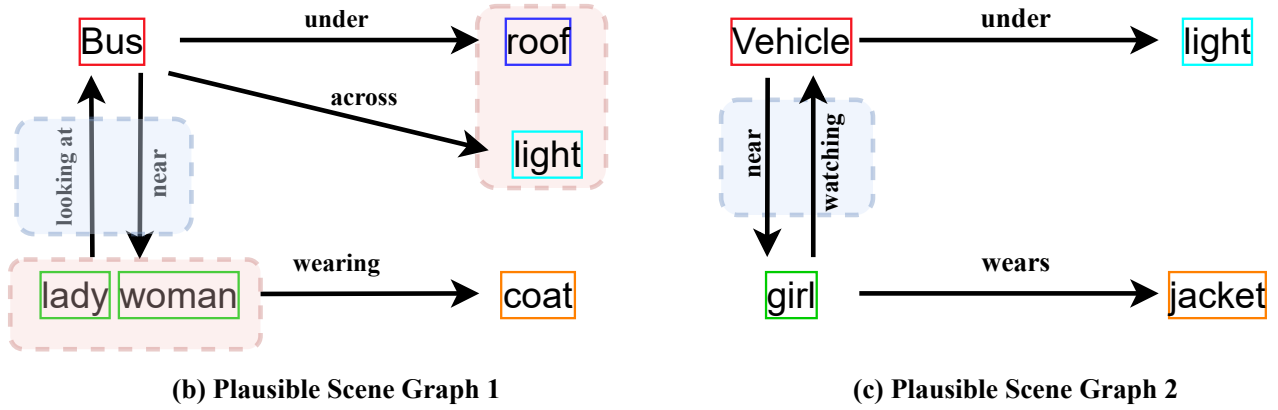 under
Bus
roof
across
light
looking at
near
lady
woman
wearing
coat
(b) Plausible Scene Graph 1
under
Vehicle
light
near
watching
wears
girl
jacket
(c) Plausible Scene Graph 2